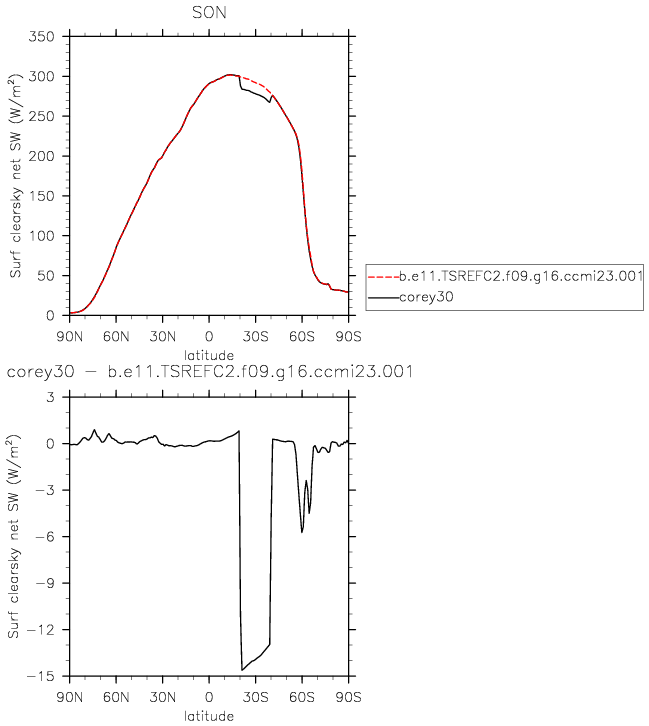 SON
350
300
250
200
150
100
50
0
Surf clearsky net SW (W/m²)
90N 60N 30N 0 30S 60S 90S
latitude
b.e11.TSREFC2.f09.g16.ccmi23.001
corey30
corey30 − b.e11.TSREFC2.f09.g16.ccmi23.001
3
0
−3
−6
−9
−12
−15
Surf clearsky net SW (W/m²)
90N 60N 30N 0 30S 60S 90S
latitude